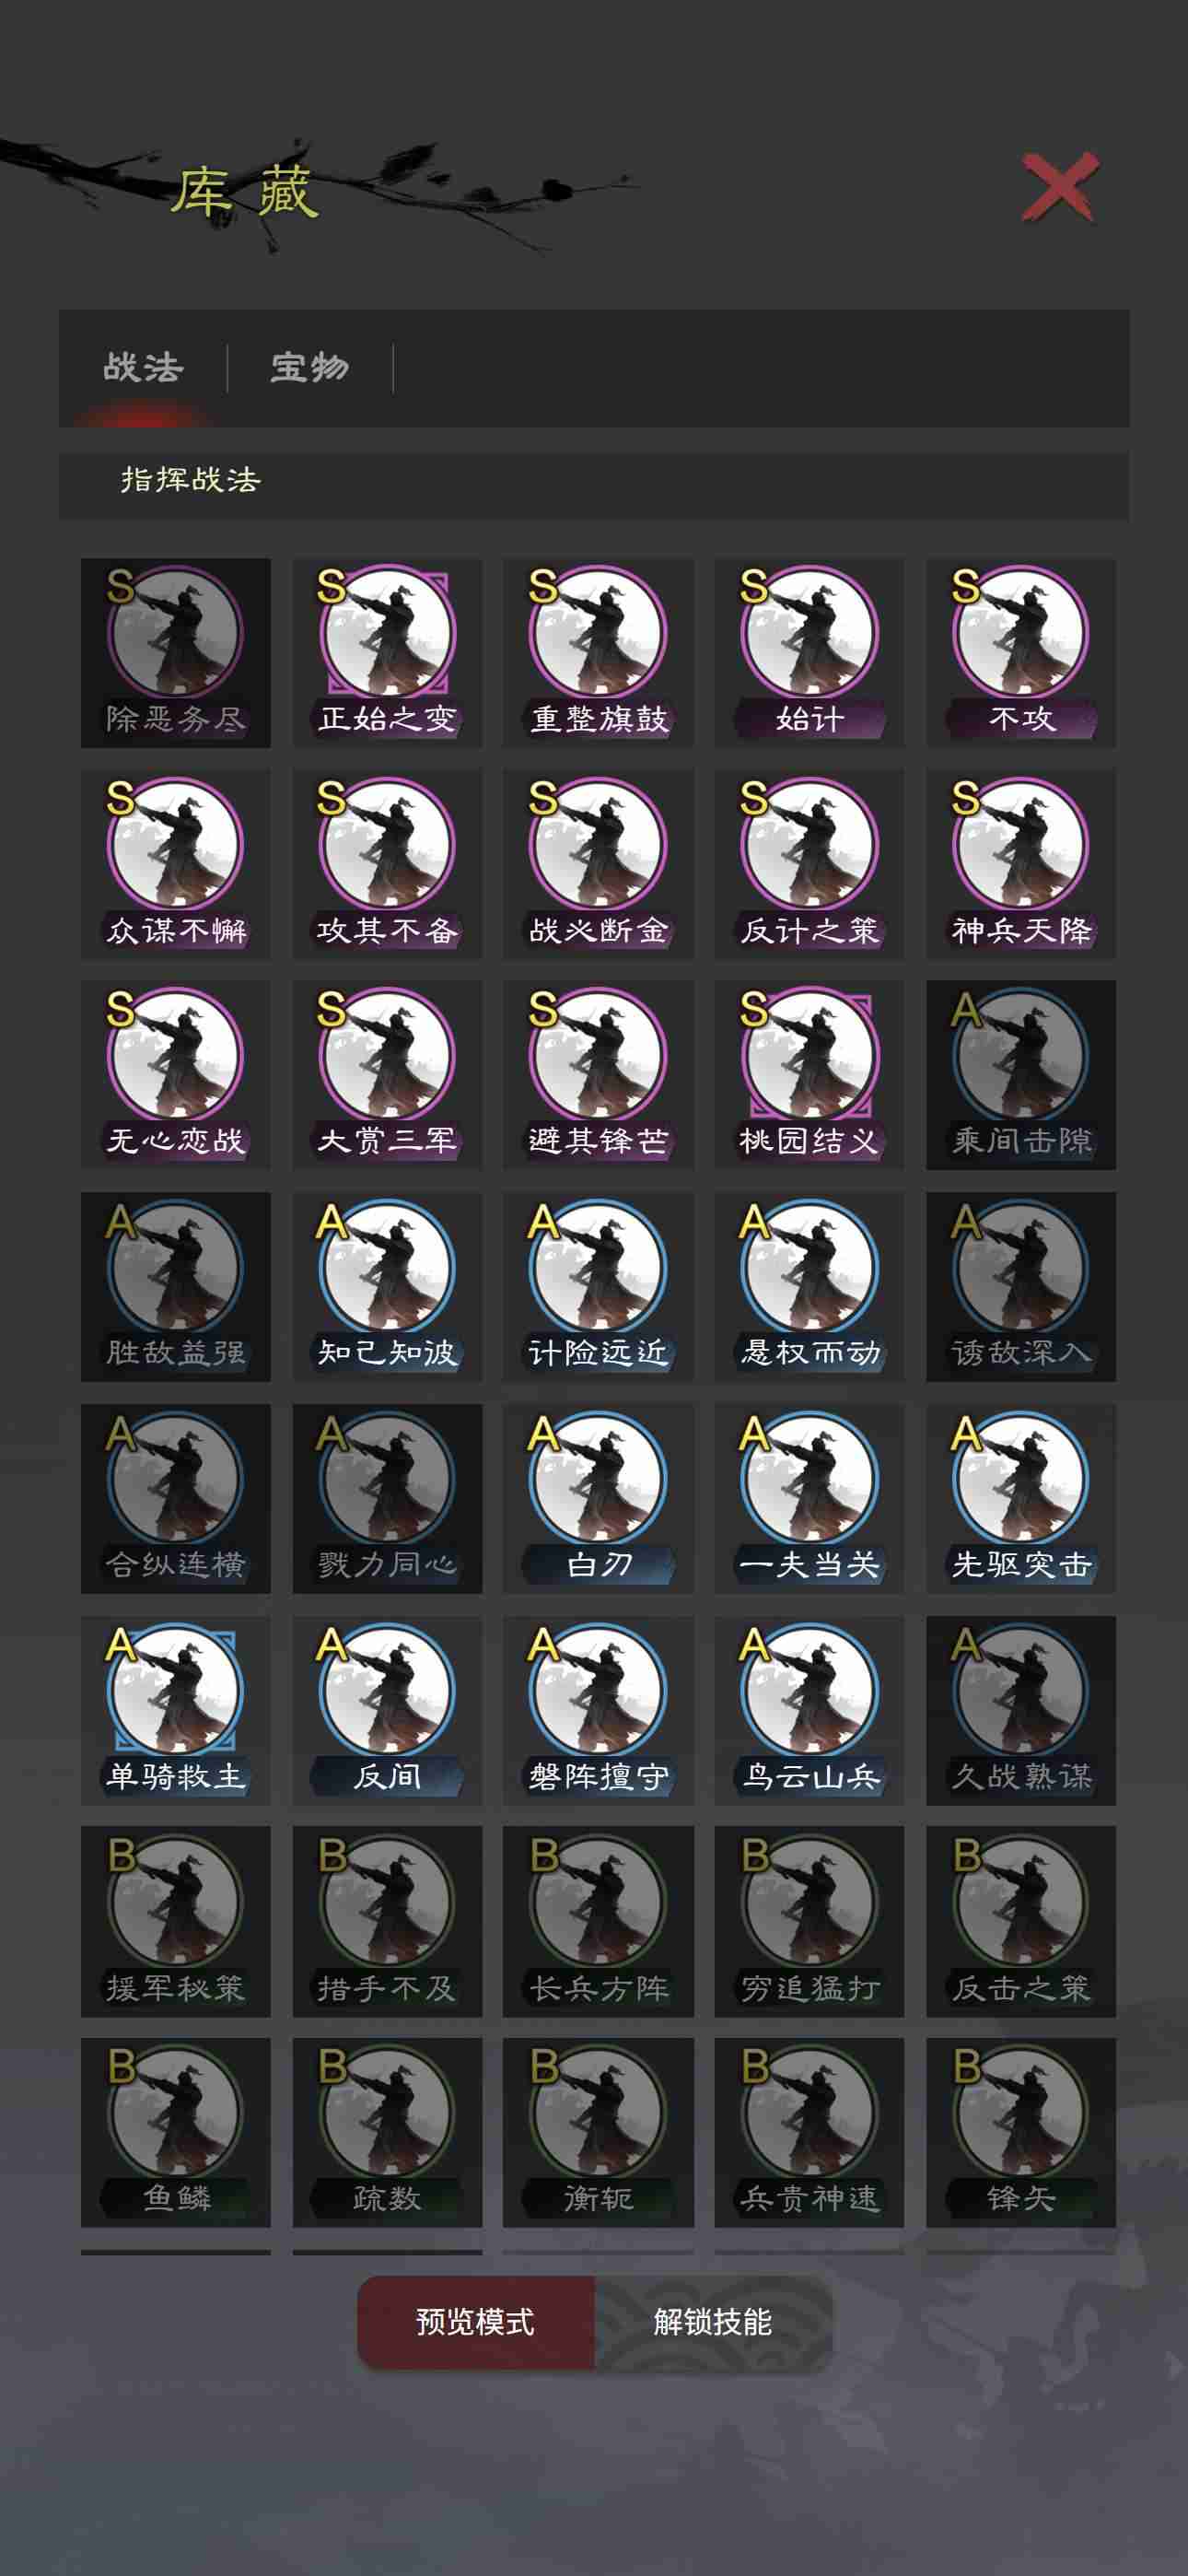 库藏
战法 宝物
指挥战法
S S S S S
除恶务尽 正始之变 重整旗鼓 始计 不攻
S S S S S
众谋不懈 攻其不备 战必断金 反计之策 神兵天降
S S S S A
无心恋战 大赏三军 避其锋芒 桃园结义 乘间击隙
A A A A A
胜敌益强 知己知彼 计险远近 悬权而动 诱敌深入
A A A A A
合纵连横 戮力同心 白刃 一夫当关 先驱突击
A A A A A
单骑救主 反间 磐阵擅守 鸟云山兵 久战熟谋
B B B B B
援军秘策 措手不及 长兵方阵 穷追猛打 反击之策
B B B B B
鱼鳞 疏数 衡轭 兵贵神速 锋矢
预览模式 解锁技能